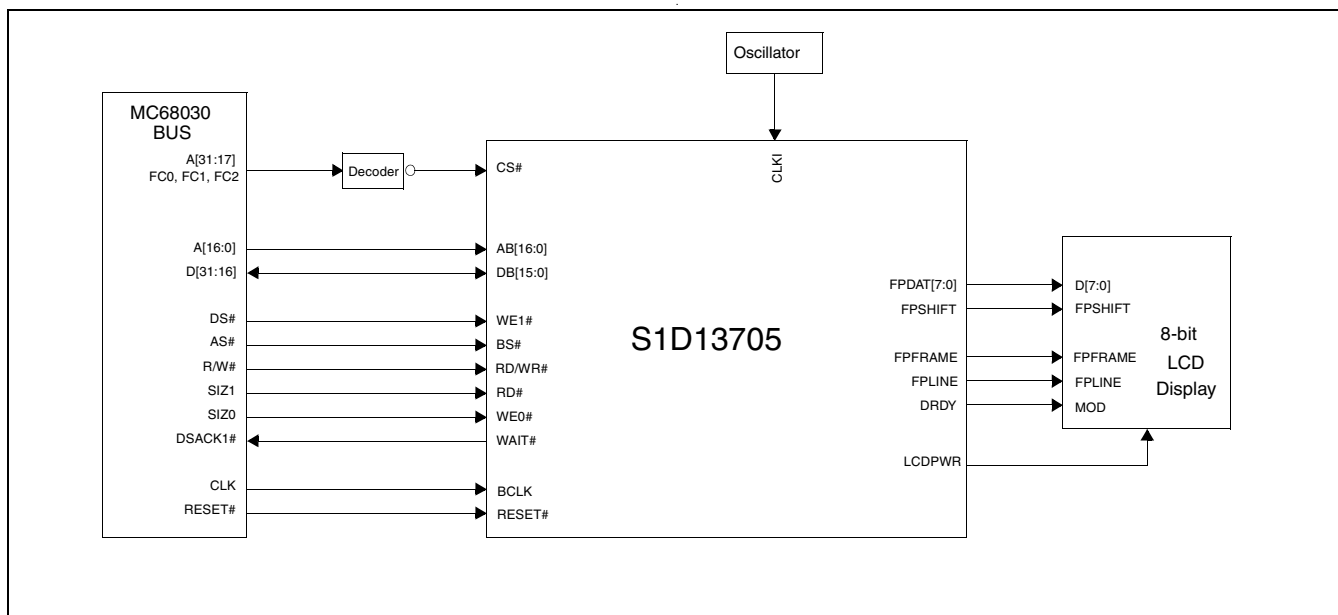 Oscillator
MC68030
BUS
A[31:17]
FC0, FC1, FC2
Decoder
CS#
CLKI
A[16:0]
AB[16:0]
D[31:16]
DB[15:0]
FPDAT[7:0]
D[7:0]
FPSHIFT
FPSHIFT
DS#
WE1#
AS#
BS#
S1D13705
8-bit
LCD
Display
R/W#
RD/WR#
FPFRAME
FPFRAME
SIZ1
RD#
FPLINE
FPLINE
SIZ0
WE0#
DRDY
MOD
DSACK1#
WAIT#
LCDPWR
CLK
BCLK
RESET#
RESET#